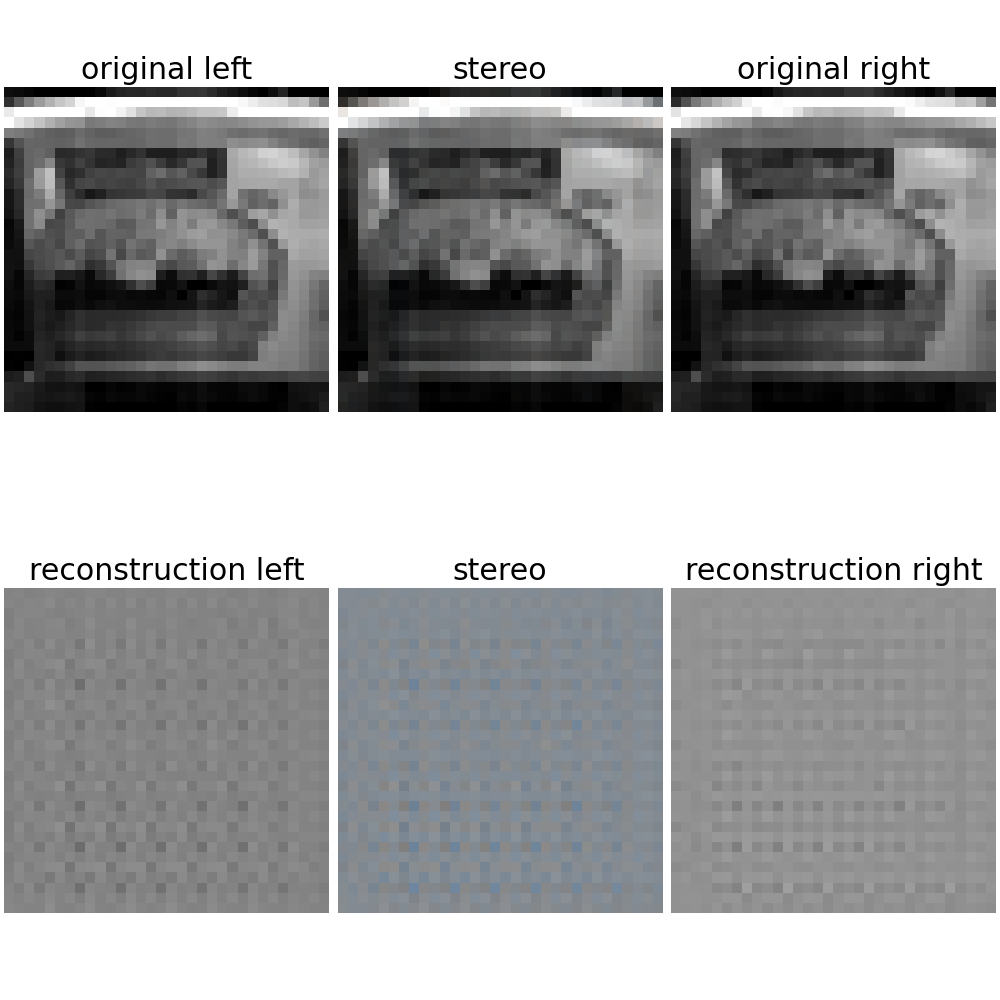 original left
stereo
original right
reconstruction left
stereo
reconstruction right